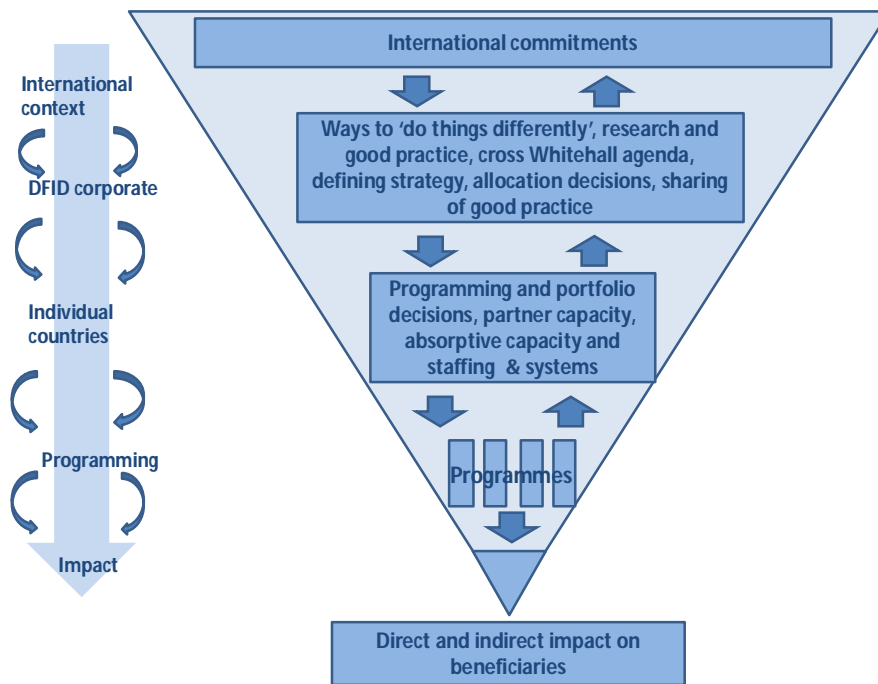 International commitments
International
context
Ways to ‘do things differently’, research and
good practice, cross Whitehall agenda,
defining strategy, allocation decisions, sharing
of good practice
DFID corporate
Programming and portfolio
decisions, partner capacity,
absorptive capacity and
staffing & systems
Individual
countries
Programming
Programmes
Impact
Direct and indirect impact on
beneficiaries